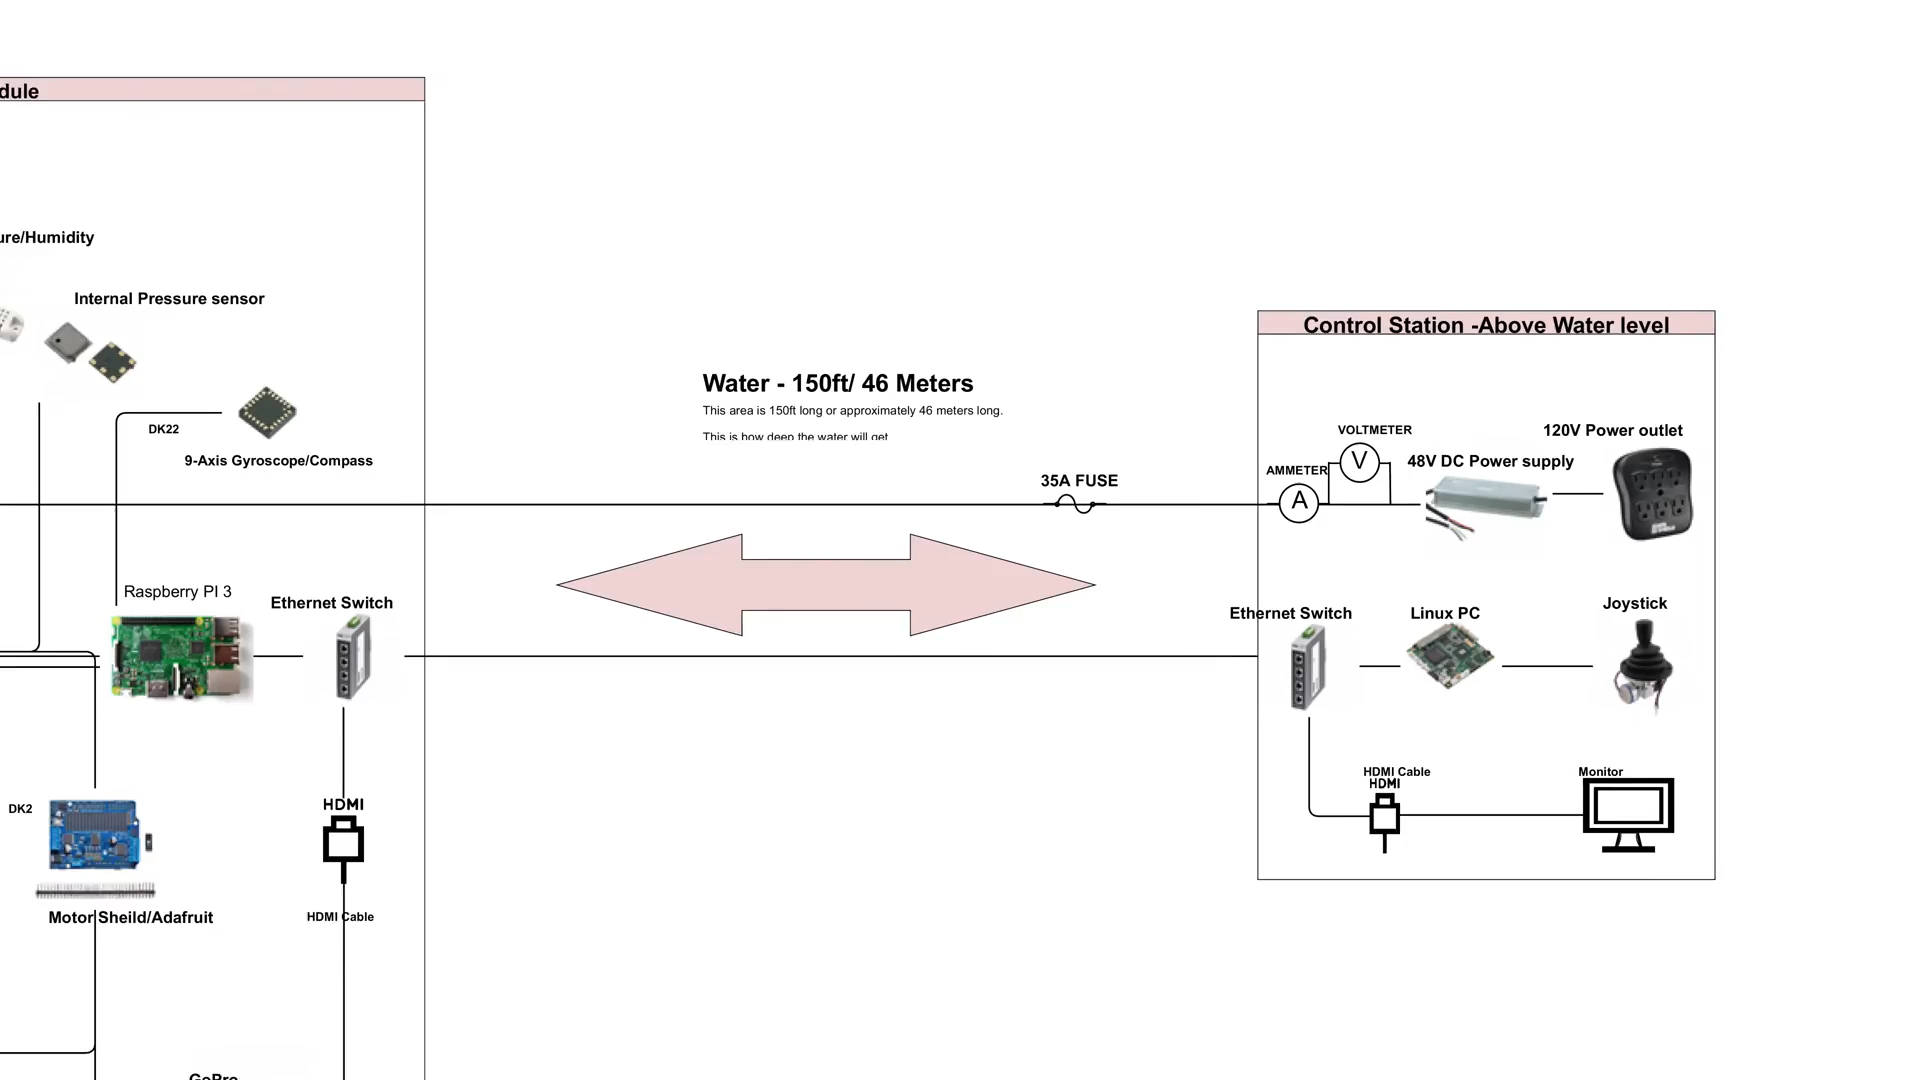 dule
ure/Humidity
Internal Pressure sensor
DK22
9-Axis Gyroscope/Compass
Raspberry PI 3
Ethernet Switch
DK2
HDMI
Motor Sheild/Adafruit
HDMI Cable
GoPro
Water - 150ft/ 46 Meters
This area is 150ft long or approximately 46 meters long.
This is how deep the water will get
35A FUSE
Control Station -Above Water level
VOLTMETER
120V Power outlet
AMMETER
V
48V DC Power supply
A
Ethernet Switch
Linux PC
Joystick
HDMI Cable
HDMI
Monitor